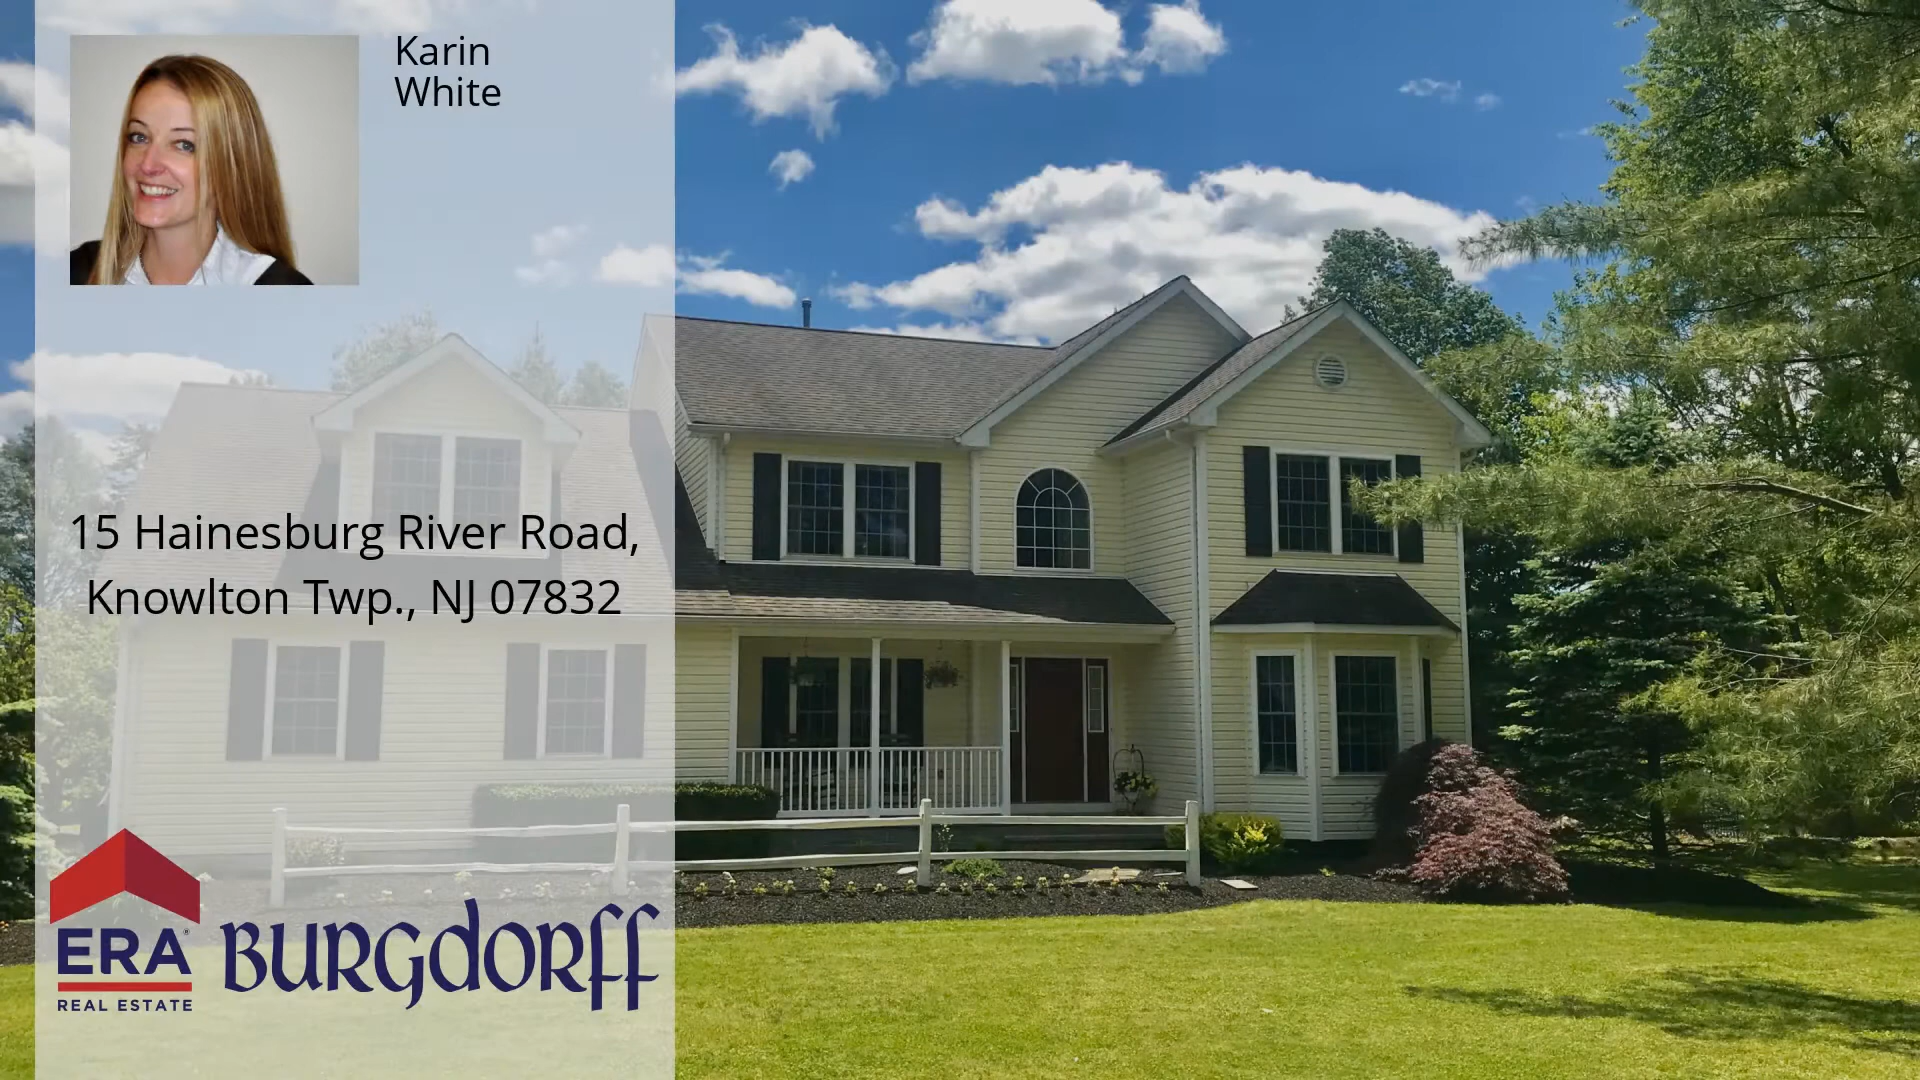 Karin
White
15 Hainesburg River Road,
Knowlton Twp., NJ 07832
ERA®
REAL ESTATE
BURGdORff